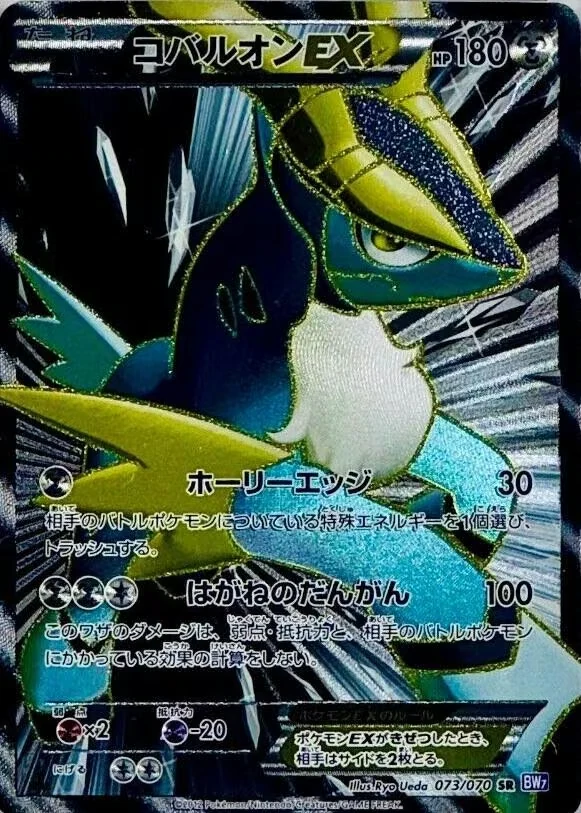 たね
コバルオンEX HP180
ホーリーエッジ 30
相手のバトルポケモンについている特殊エネルギーを1個選び、
トラッシュする。
はがねのだんがん 100
このワザのダメージは、弱点・抵抗力と、相手のバトルポケモン
にかかっている効果の計算をしない。
弱点 抵抗力
×2 -20
ポケモンEXのルール
ポケモンEXがきぜつしたとき、
相手はサイドを2枚とる。
にげる
Illus.Ryo Ueda 073/070 SR BW7
©2012 Pokémon/Nintendo/Creatures/GAME FREAK.